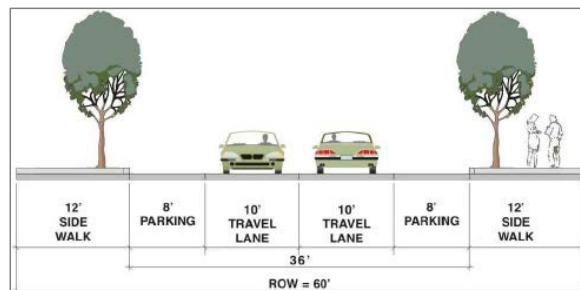 12'
SIDE
WALK
8'
PARKING
10'
TRAVEL
LANE
10'
TRAVEL
LANE
8'
PARKING
12'
SIDE
WALK
36'
ROW = 60'